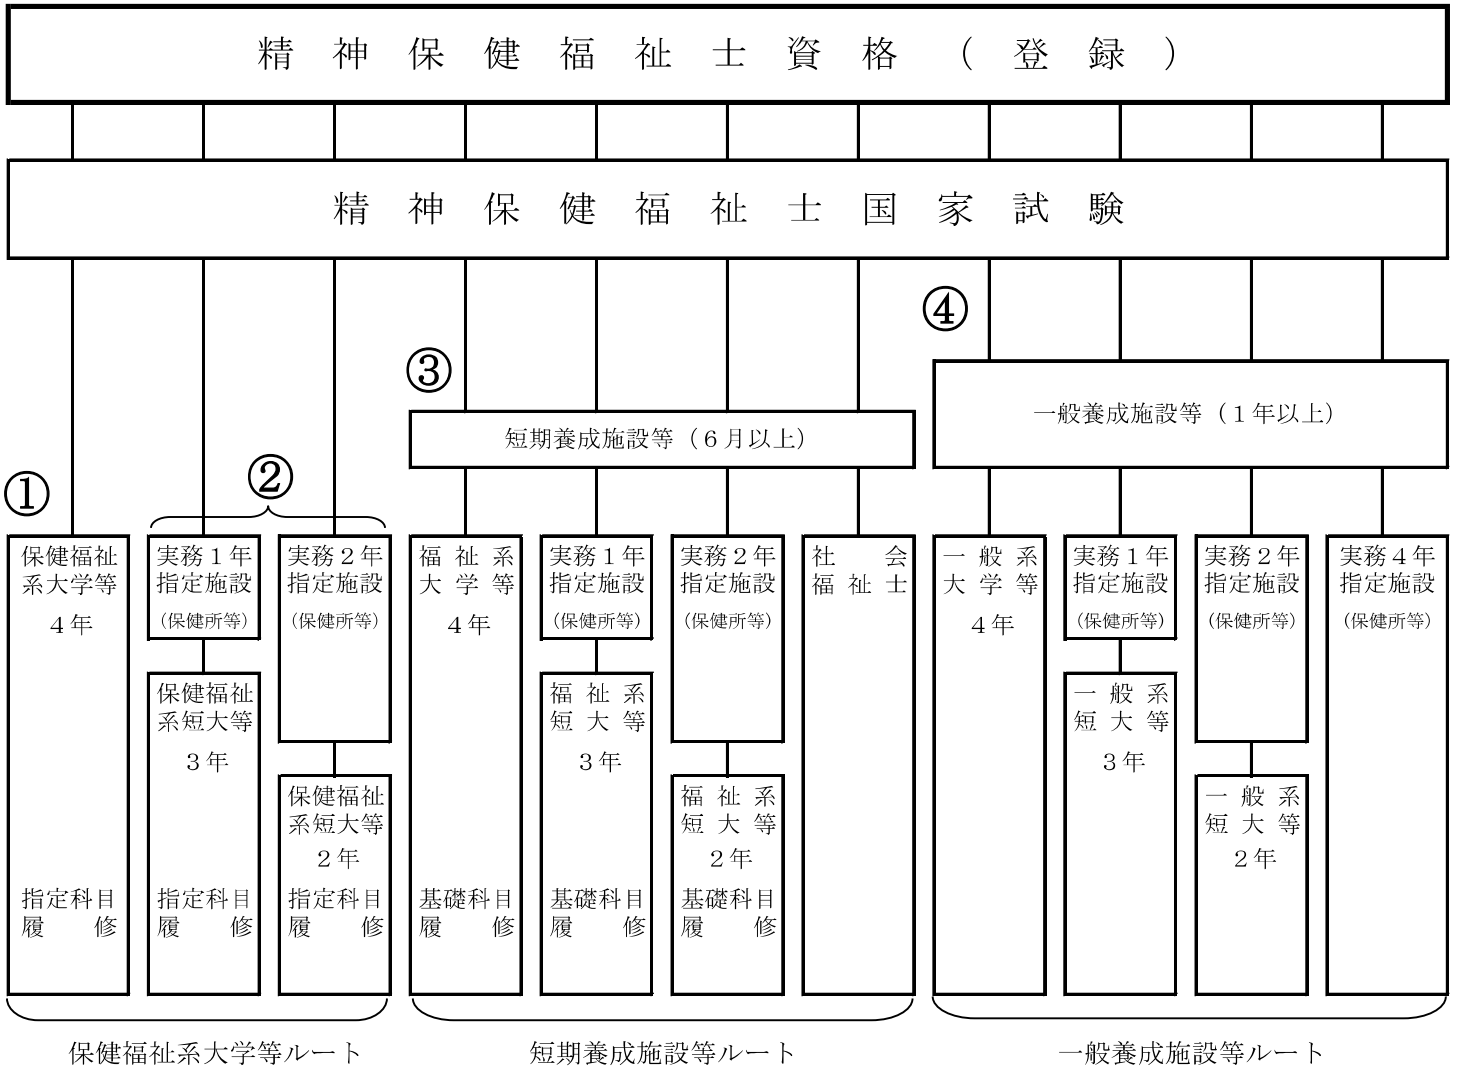 精神保健福祉士資格（登録）
精神保健福祉士国家試験
④
③
一般養成施設等（１年以上）
短期養成施設等（６月以上）
①
②
保健福祉
系大学等
４年
指定科目
履修
実務１年
指定施設
（保健所等）
保健福祉
系短大等
３年
指定科目
履修
実務２年
指定施設
（保健所等）
保健福祉
系短大等
２年
指定科目
履修
福祉系
大学等
４年
基礎科目
履修
実務１年
指定施設
（保健所等）
福祉系
短大等
３年
基礎科目
履修
実務２年
指定施設
（保健所等）
福祉系
短大等
２年
基礎科目
履修
社会
福祉士
一般系
大学等
４年
実務１年
指定施設
（保健所等）
一般系
短大等
３年
実務２年
指定施設
（保健所等）
一般系
短大等
２年
実務４年
指定施設
（保健所等）
保健福祉系大学等ルート
短期養成施設等ルート
一般養成施設等ルート